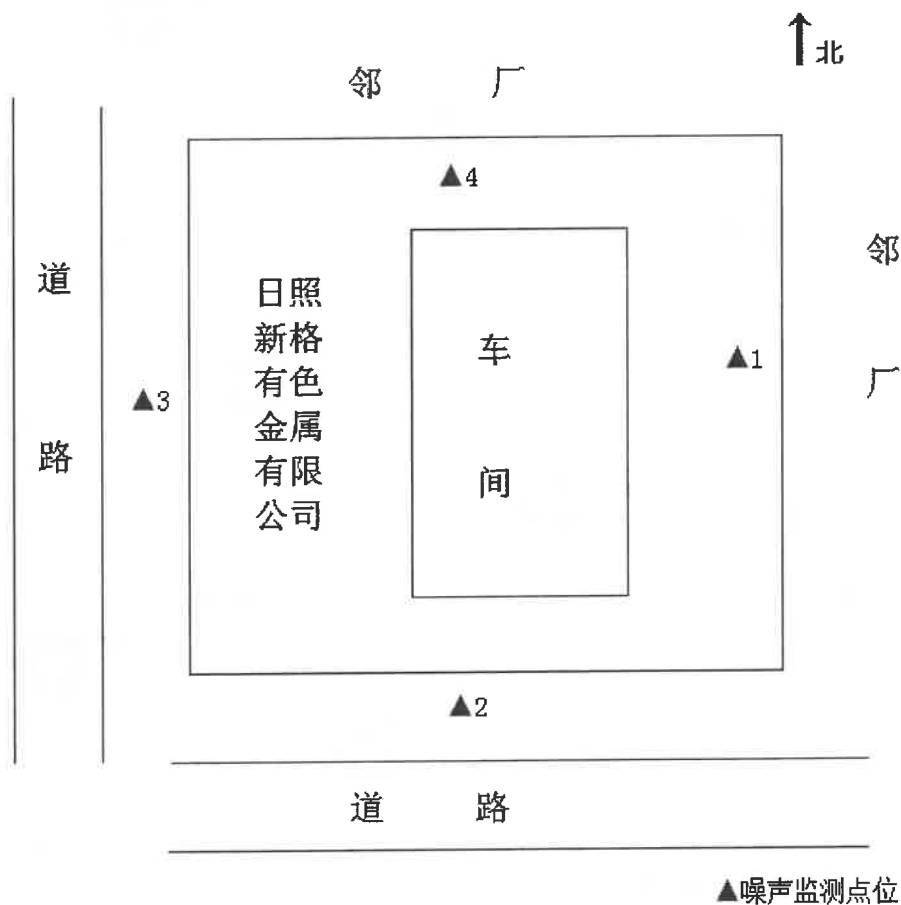 北
邻 厂
▲4
道路
日照
新格
有色
金属
有限
公司
车间
邻厂
▲1
▲3
▲2
道 路
▲噪声监测点位